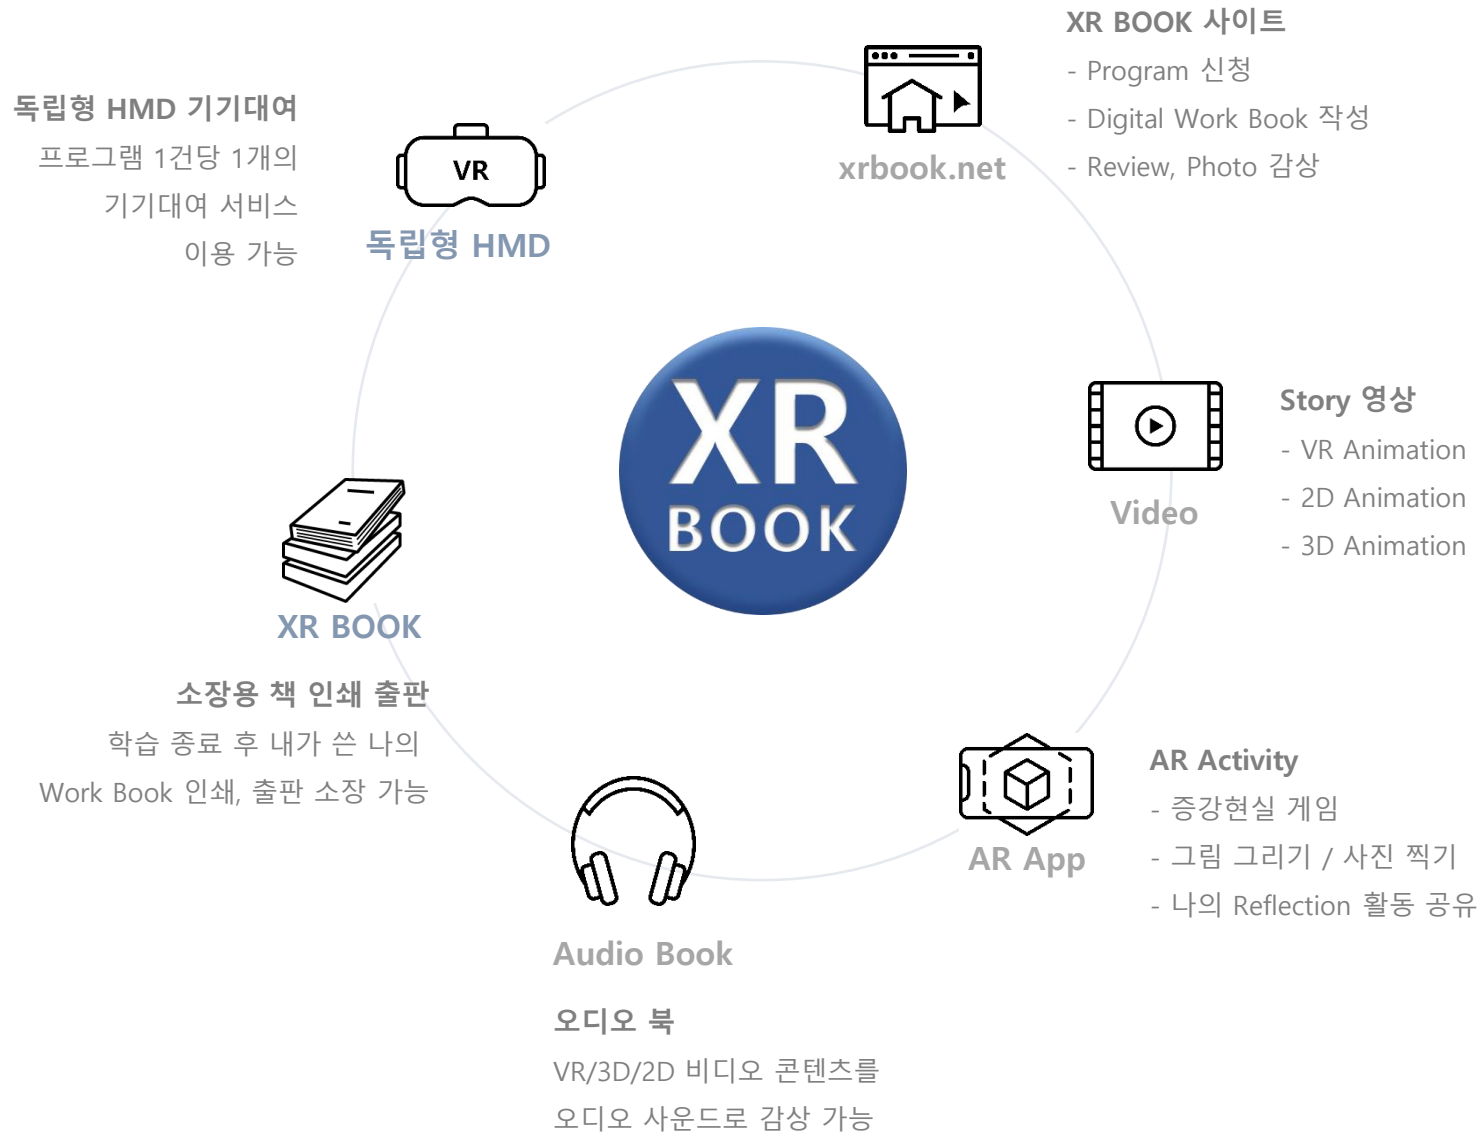 XR BOOK 사이트
- Program 신청
- Digital Work Book 작성
- Review, Photo 감상
xrbook.net
독립형 HMD 기기대여
프로그램 1건당 1개의
기기대여 서비스
이용 가능
VR
독립형 HMD
XR
BOOK
Story 영상
- VR Animation
- 2D Animation
- 3D Animation
Video
XR BOOK
소장용 책 인쇄 출판
학습 종료 후 내가 쓴 나의
Work Book 인쇄, 출판 소장 가능
AR Activity
- 증강현실 게임
- 그림 그리기 / 사진 찍기
- 나의 Reflection 활동 공유
AR App
Audio Book
오디오 북
VR/3D/2D 비디오 콘텐츠를
오디오 사운드로 감상 가능